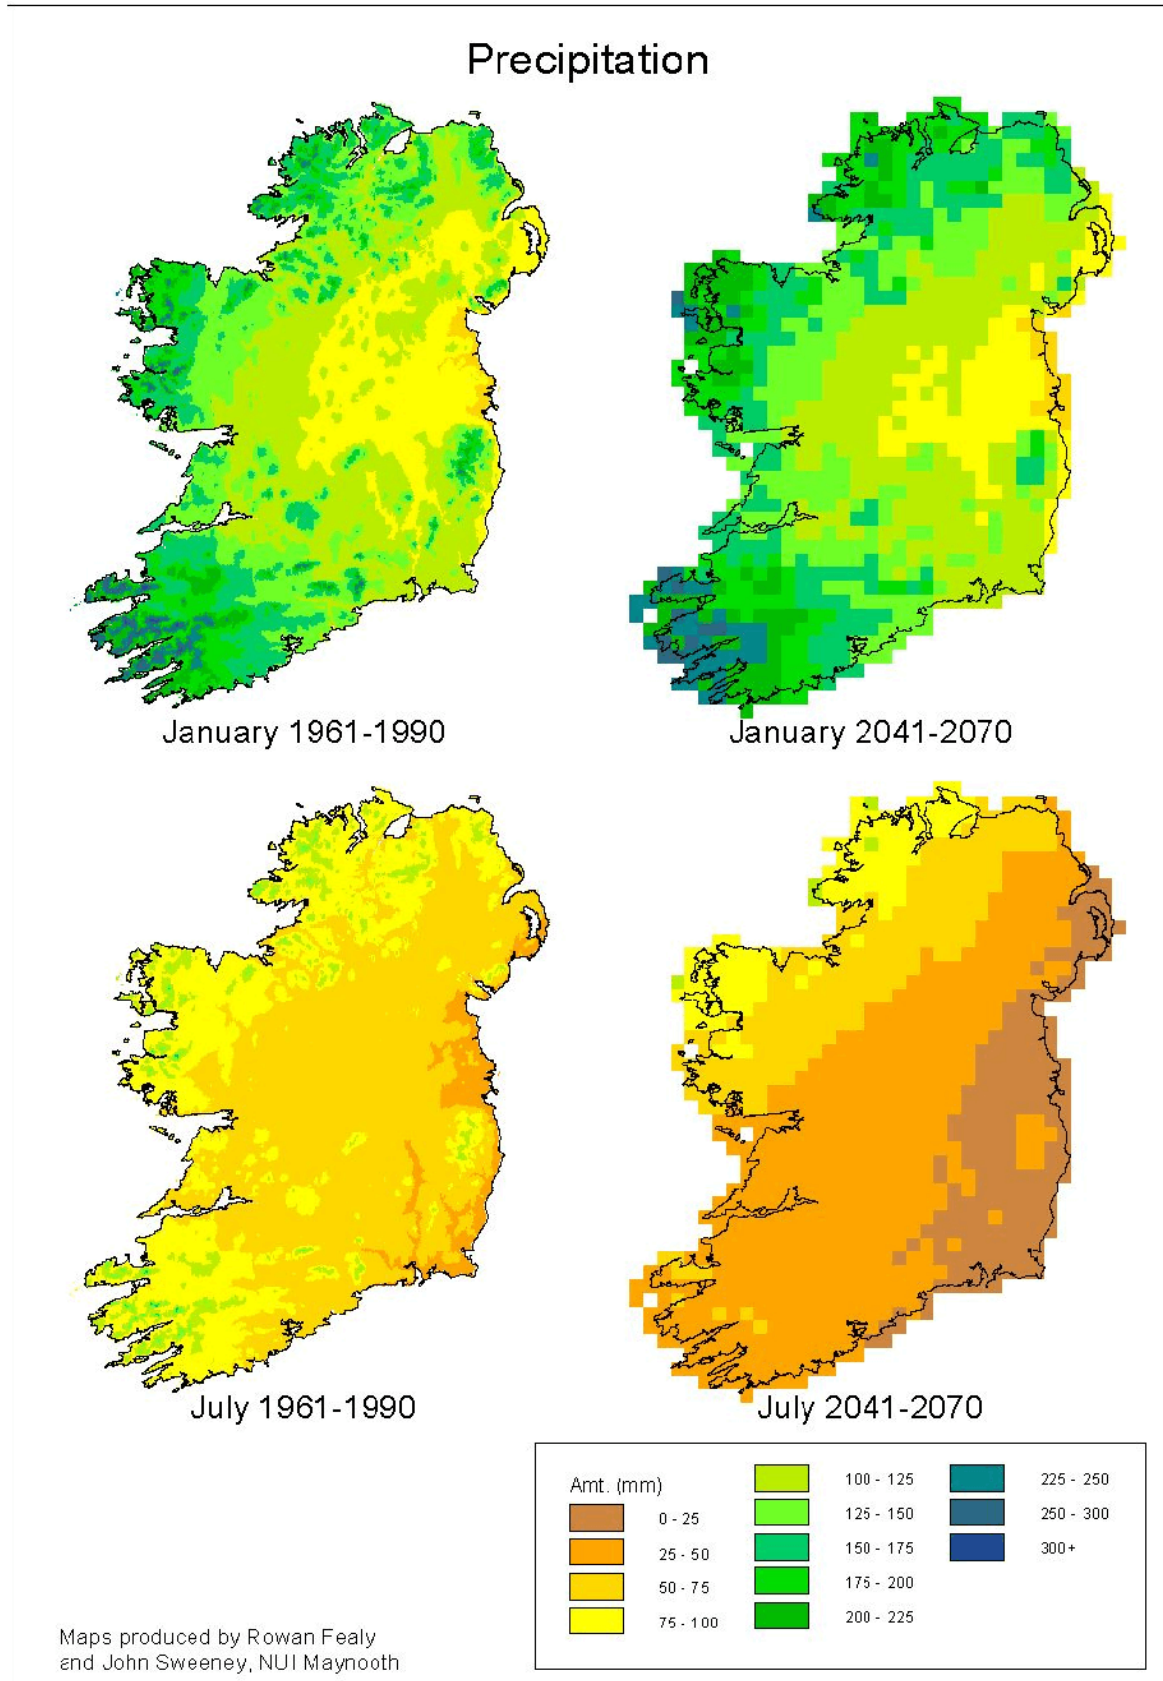 Precipitation
January 1961-1990
January 2041-2070
July 1961-1990
July 2041-2070
Amt. (mm)
0 - 25
25 - 50
50 - 75
75 - 100
100 - 125
125 - 150
150 - 175
175 - 200
200 - 225
225 - 250
250 - 300
300+
Maps produced by Rowan Fealy
and John Sweeney, NUI Maynooth